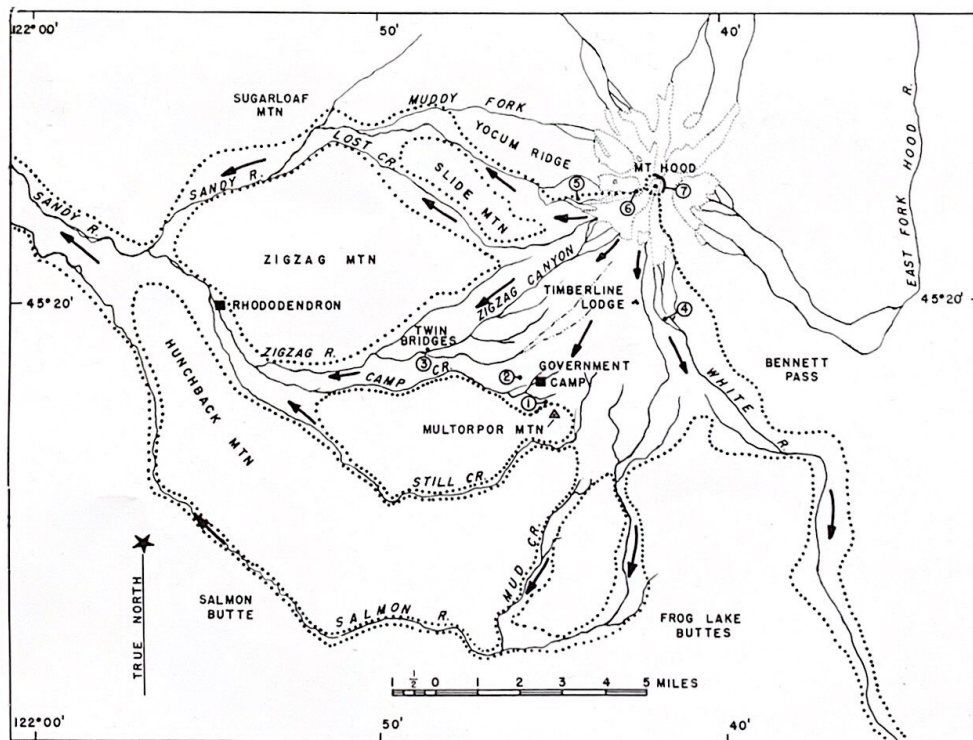 122°00'
50'
40'
SUGARLOAF
MTN
MUDDY FORK
YOCUM RIDGE
LOST CR.
SANDY R.
SLIDE MTN
MT HOOD
5
6
7
EAST FORK HOOD R.
SANDY R.
ZIGZAG MTN
ZIGZAG CANYON
TIMBERLINE
LODGE
45°20'
45°20'
RHODODENDRON
4
TWIN
BRIDGES
ZIGZAG R.
3
CAMP CR.
2
GOVERNMENT
CAMP
1
BENNETT
PASS
WHITE R.
HUNCHBACK MTN
MULTORPOR MTN
STILL CR.
MUD CR.
TRUE NORTH
SALMON
BUTTE
SALMON R.
FROG LAKE
BUTTES
1 ½ 0 1 2 3 4 5 MILES
122°00'
50'
40'